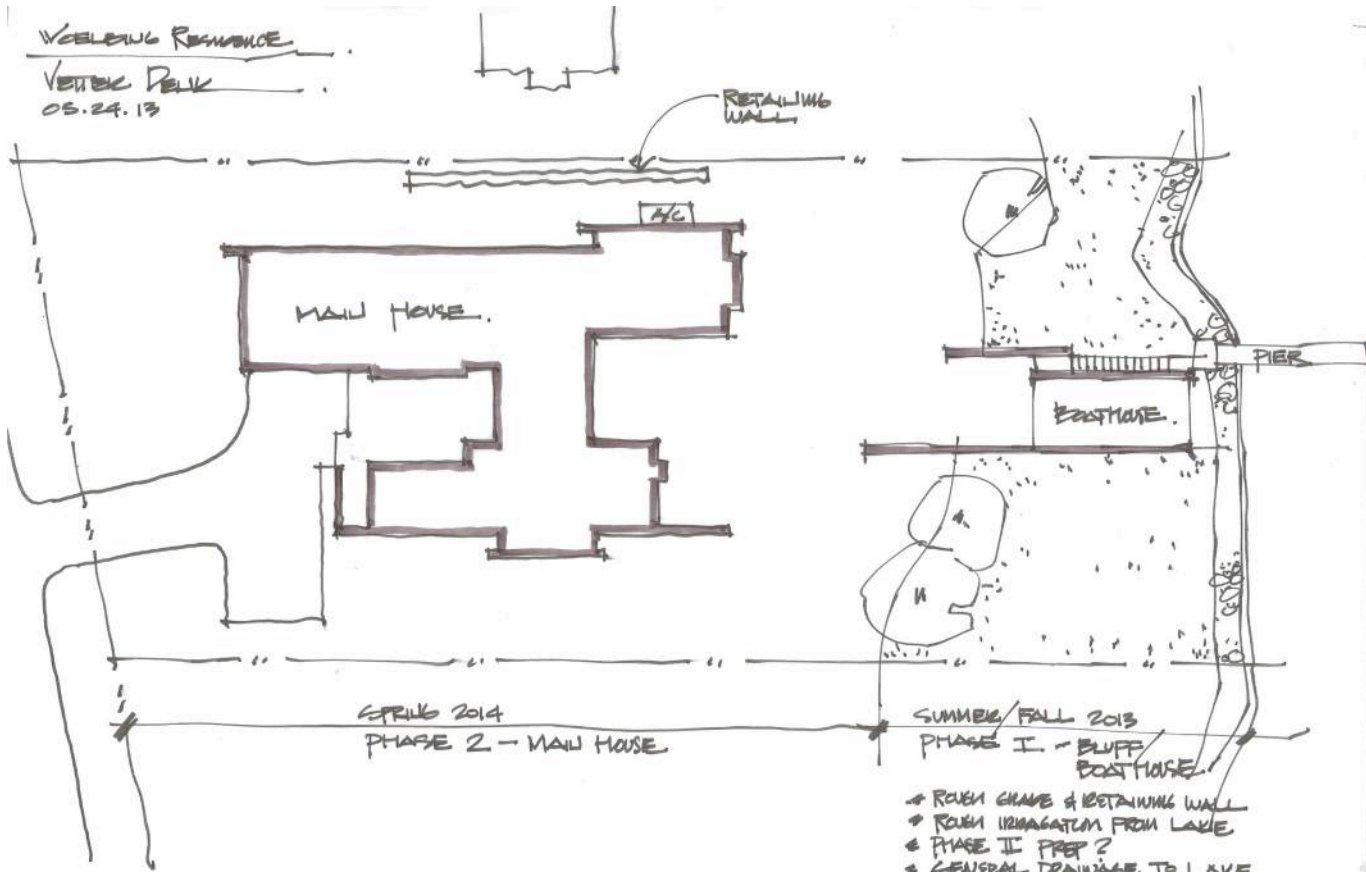 WOELBING RESIDENCE
VETTER DENK
05.24.13
RETAINING
WALL
A/C
MAIN HOUSE.
PIER
BOATHOUSE.
SPRING 2014
PHASE 2 - MAIN HOUSE
SUMMER/FALL 2013
PHASE I - BLUFF
BOATHOUSE
* ROUGH GRADE & RETAINING WALL
* ROUGH IRRAGATION FROM LAKE
* PHASE II PREP?
* GENERAL DRAINAGE TO LAKE